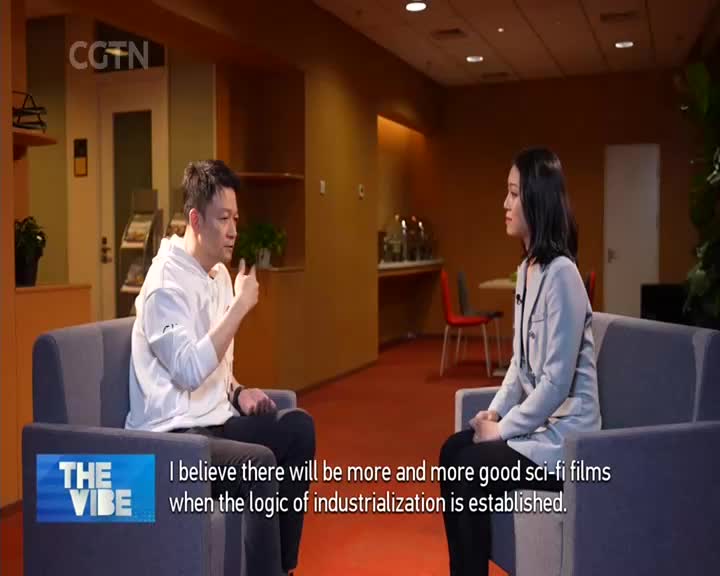 CGTN
THE
VIBE
I believe there will be more and more good sci-fi films
when the logic of industrialization is established.